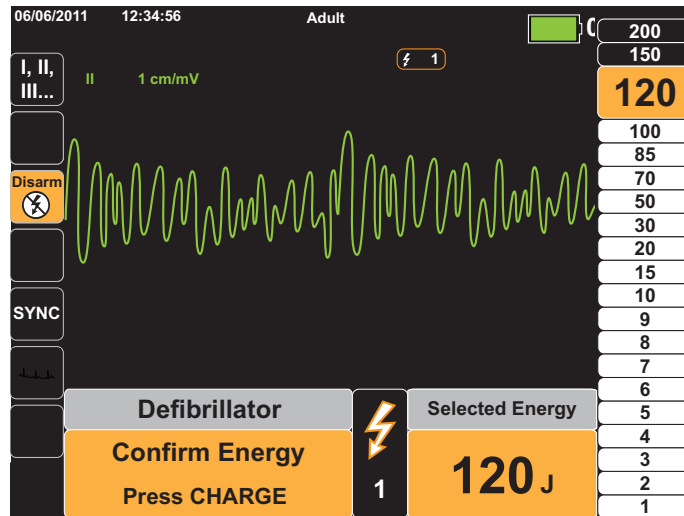 06/06/2011 12:34:56 Adult
I, II,
III...
II 1 cm/mV
1
Disarm
SYNC
Defibrillator
Confirm Energy
Press CHARGE
1
Selected Energy
120 J
200
150
120
100
85
70
50
30
20
15
10
9
8
7
6
5
4
3
2
1